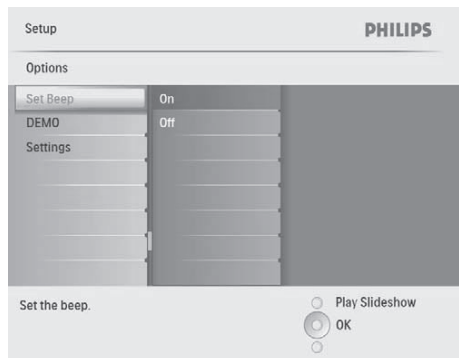 Setup PHILIPS
Options
Set Beep On
DEMO Off
Settings
Set the beep.
Play Slideshow
OK